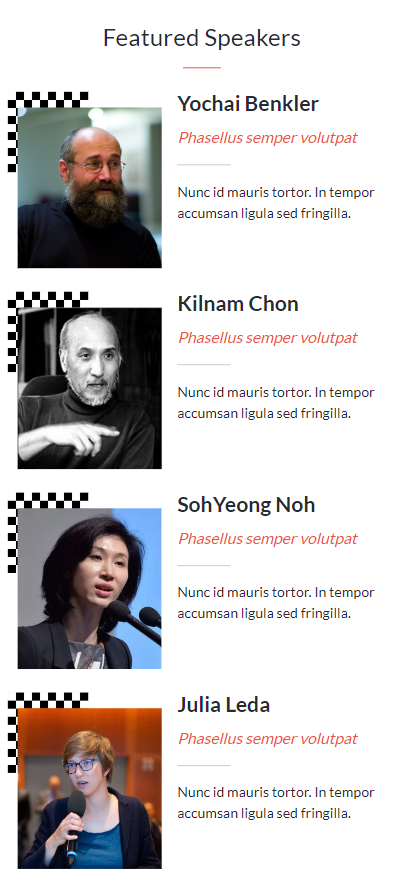 Featured Speakers
Yochai Benkler
Phasellus semper volutpat
Nunc id mauris tortor. In tempor
accumsan ligula sed fringilla.
Kilnam Chon
Phasellus semper volutpat
Nunc id mauris tortor. In tempor
accumsan ligula sed fringilla.
SohYeong Noh
Phasellus semper volutpat
Nunc id mauris tortor. In tempor
accumsan ligula sed fringilla.
Julia Leda
Phasellus semper volutpat
Nunc id mauris tortor. In tempor
accumsan ligula sed fringilla.